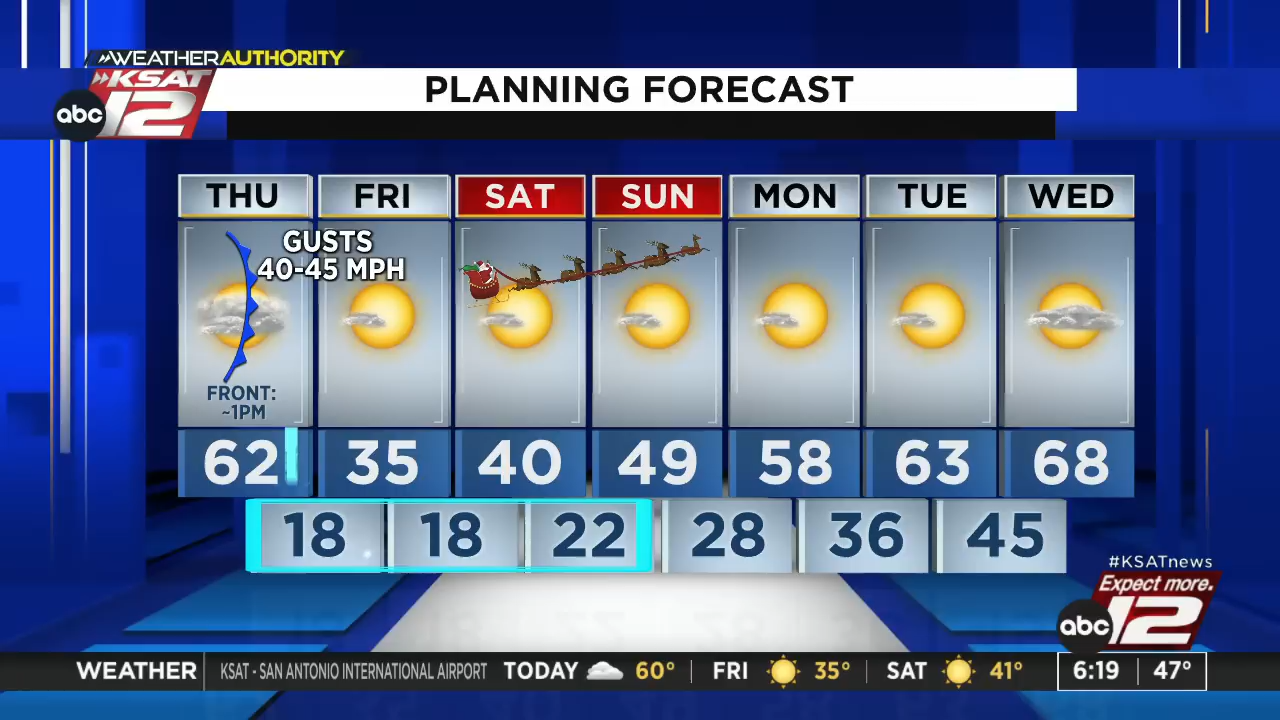 WEATHERAUTHORITY
KSAT
abc 12
PLANNING FORECAST
THU FRI SAT SUN MON TUE WED
GUSTS
40-45 MPH
FRONT:
~1PM
62 35 40 49 58 63 68
18 18 22 28 36 45
#KSATnews
Expect more.
abc 12
WEATHER KSAT - SAN ANTONIO INTERNATIONAL AIRPORT TODAY 60° FRI 35° SAT 41° 6:19 47°